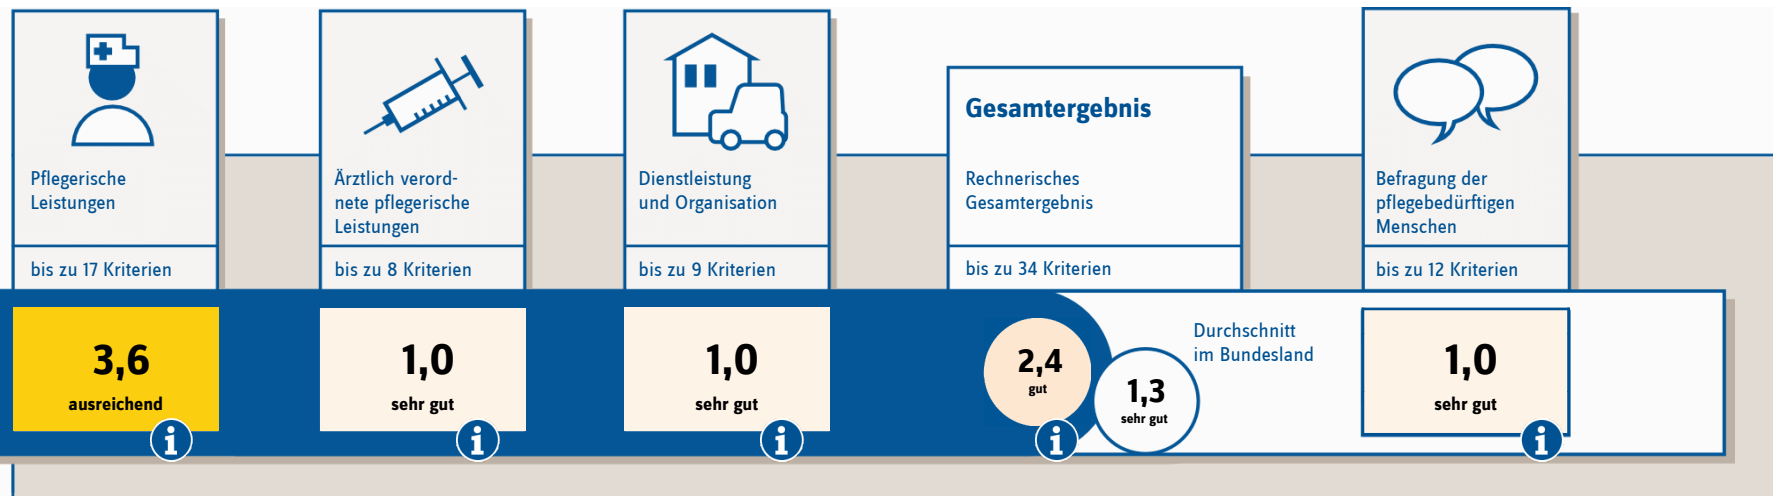 Pflegerische
Leistungen
bis zu 17 Kriterien
3,6
ausreichend
i
Ärztlich verord-
nete pflegerische
Leistungen
bis zu 8 Kriterien
1,0
sehr gut
i
Dienstleistung
und Organisation
bis zu 9 Kriterien
1,0
sehr gut
i
Gesamtergebnis
Rechnerisches
Gesamtergebnis
bis zu 34 Kriterien
2,4
gut
i
1,3
sehr gut
Durchschnitt
im Bundesland
Befragung der
pflegebedürftigen
Menschen
bis zu 12 Kriterien
1,0
sehr gut
i